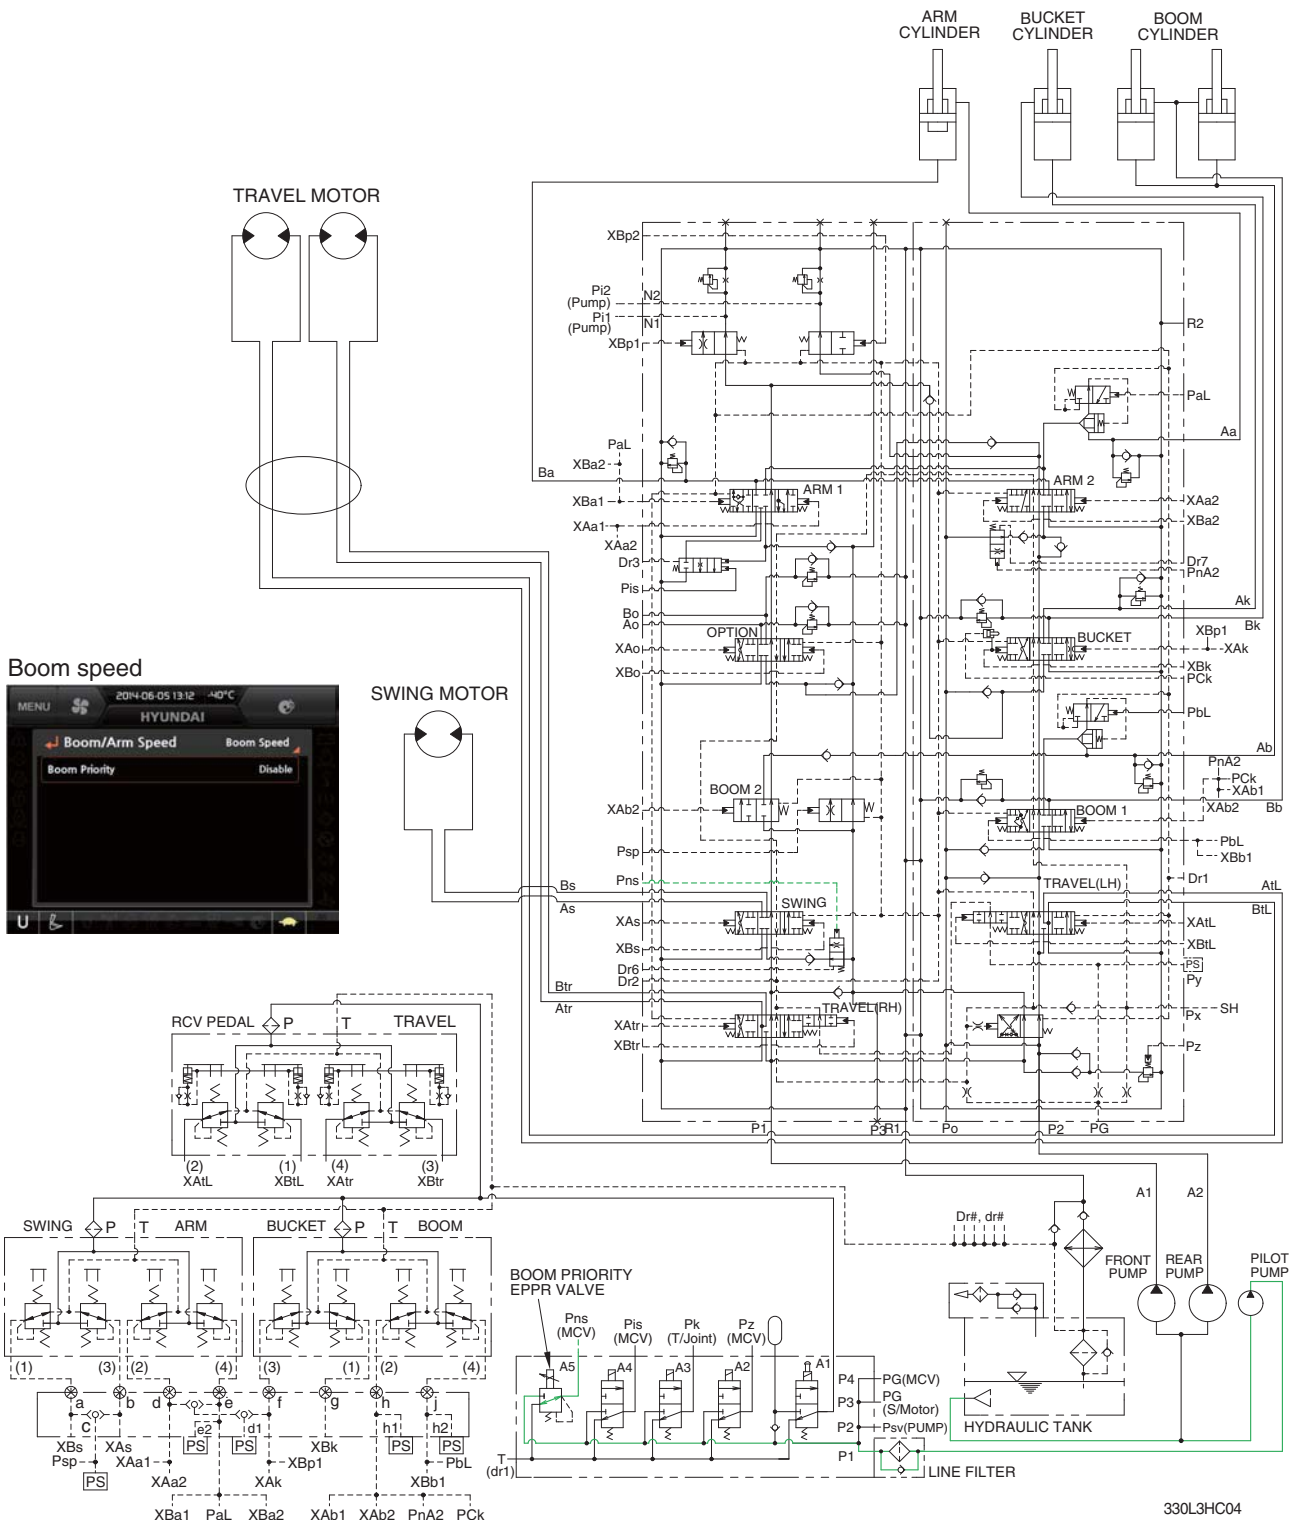 ARM
CYLINDER
BUCKET
CYLINDER
BOOM
CYLINDER
TRAVEL MOTOR
XBp2
Pi2
(Pump)
N2
Pi1
(Pump)
N1
XBp1
R2
PaL
Aa
PaL
XBa2
Ba
XBa1
ARM 1
XAa1
XAa2
Dr3
Pis
ARM 2
XAa2
XBa2
Dr7
PnA2
Ak
Bk
Bo
Ao
OPTION
XAo
XBo
BUCKET
XBp1
XAk
XBk
PCk
PbL
Ab
Boom speed
MENU
2014-06-05 13:12
-40°C
HYUNDAI
Boom/Arm Speed
Boom Speed
Boom Priority
Disable
U
SWING MOTOR
BOOM 2
XAb2
Psp
PnA2
PCk
XAb1
XAb2
Bb
BOOM 1
PbL
XBb1
Pns
Bs
As
SWING
XAs
XBs
Dr6
Dr2
TRAVEL(LH)
Dr1
AtL
BtL
XAtL
XBtL
PS
Py
Btr
Atr
TRAVEL(RH)
XAtr
XBtr
SH
Px
Pz
P1
P3
R1
Po
P2
PG
RCV PEDAL
P
T
TRAVEL
(2)
XAtL
(1)
XBtL
(4)
XAtr
(3)
XBtr
SWING
P
T
ARM
BUCKET
P
T
BOOM
(1)
(3)
(2)
(4)
(3)
(1)
(2)
(4)
a
b
d
e
f
g
h
j
c
e2
d1
h1
h2
PS
PS
PS
PS
XBs
XAs
Psp
XAa1
PS
XAa2
XBp1
XAk
XBk
PbL
XBb1
XBa1
PaL
XBa2
XAb1
XAb2
PnA2
PCk
BOOM PRIORITY
EPPR VALVE
Pns
(MCV)
Pis
(MCV)
Pk
(T/Joint)
Pz
(MCV)
A5
A4
A3
A2
A1
P4
PG(MCV)
P3
PG
(S/Motor)
P2
Psv(PUMP)
P1
T
(dr1)
LINE FILTER
Dr#, dr#
A1
A2
FRONT
PUMP
REAR
PUMP
PILOT
PUMP
HYDRAULIC TANK
330L3HC04